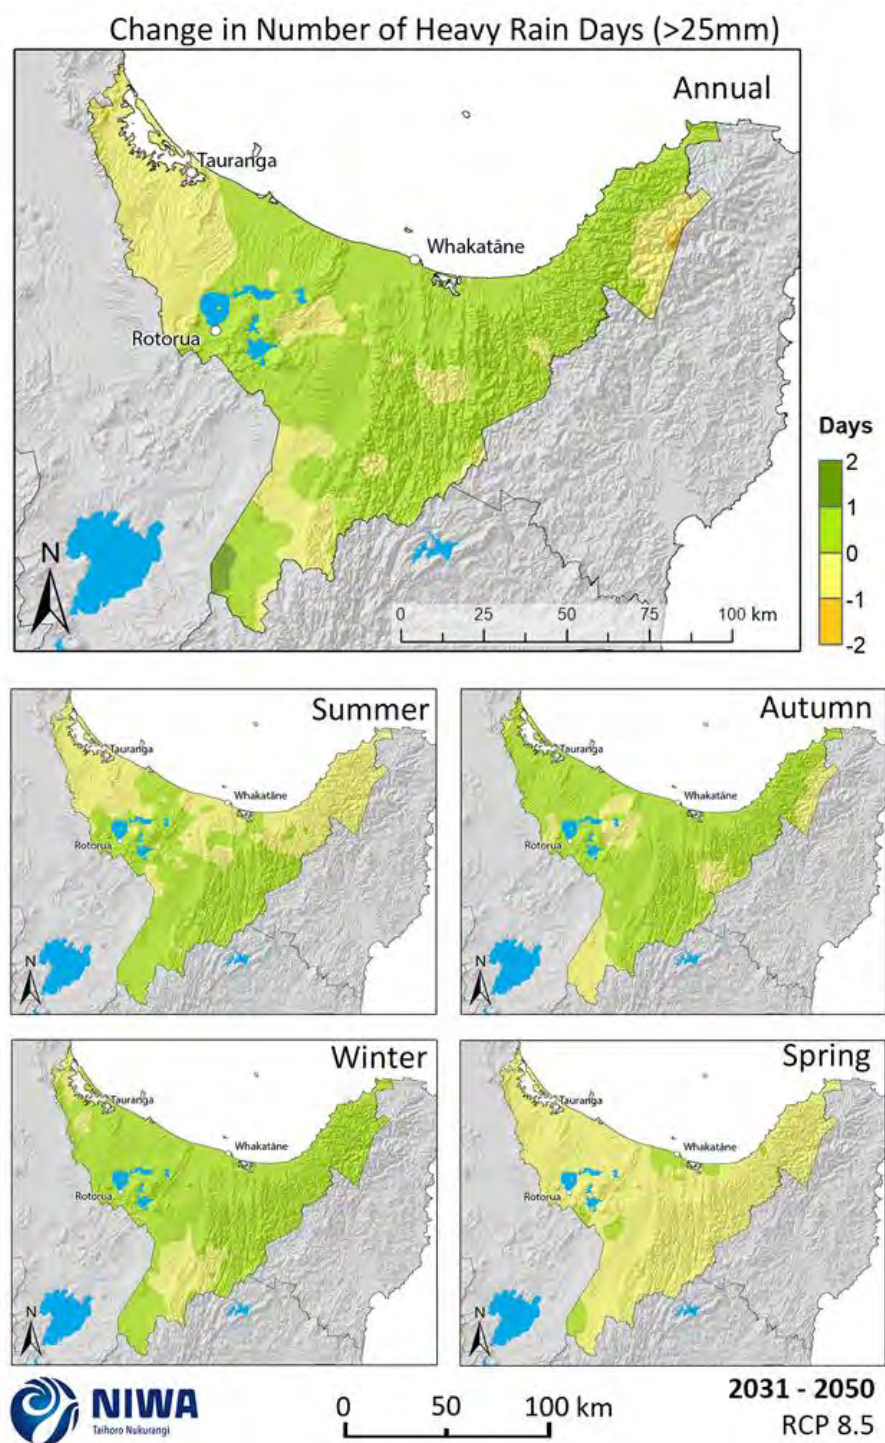 Change in Number of Heavy Rain Days (>25mm)
Annual
Tauranga
Whakatāne
Rotorua
Days
2
1
0
-1
-2
N
0 25 50 75 100 km
Summer
Tauranga
Whakatāne
Rotorua
N
Autumn
Tauranga
Whakatāne
Rotorua
N
Winter
Tauranga
Whakatāne
Rotorua
N
Spring
Tauranga
Whakatāne
Rotorua
N
NIWA
Taihoro Nukurangi
0 50 100 km
2031 - 2050
RCP 8.5